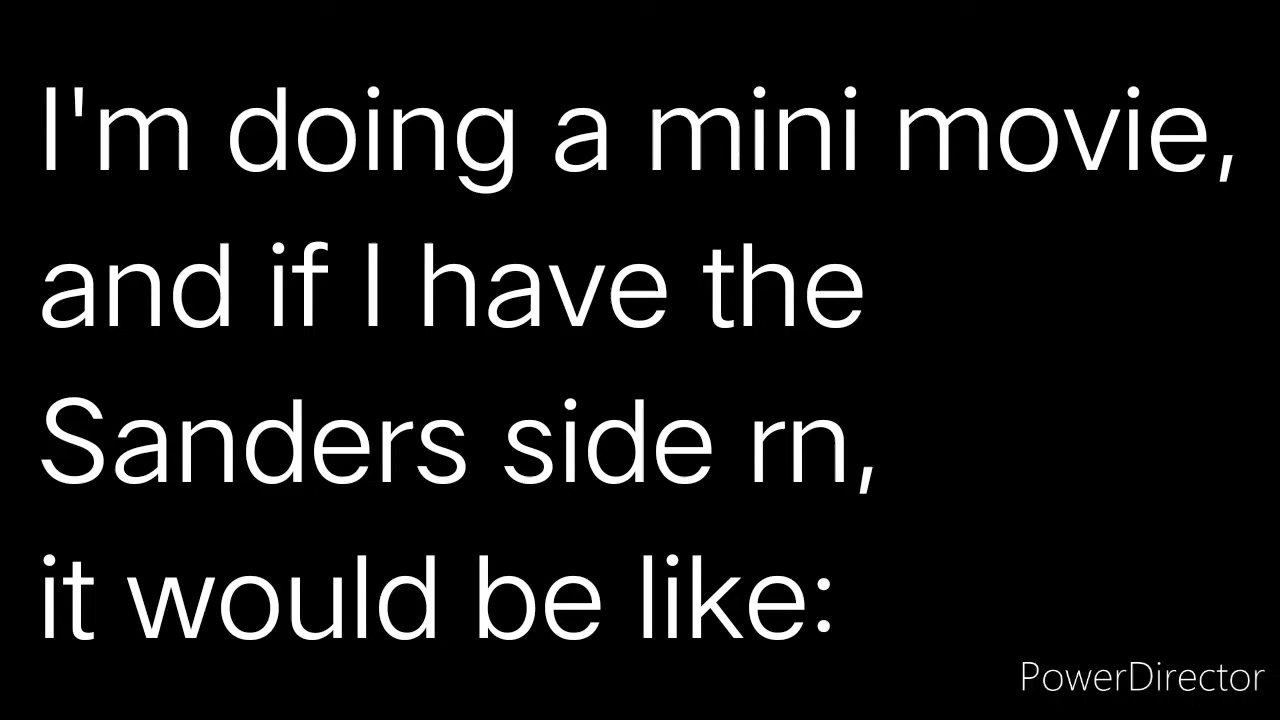 I'm doing a mini movie,
and if I have the
Sanders side rn,
it would be like:
PowerDirector